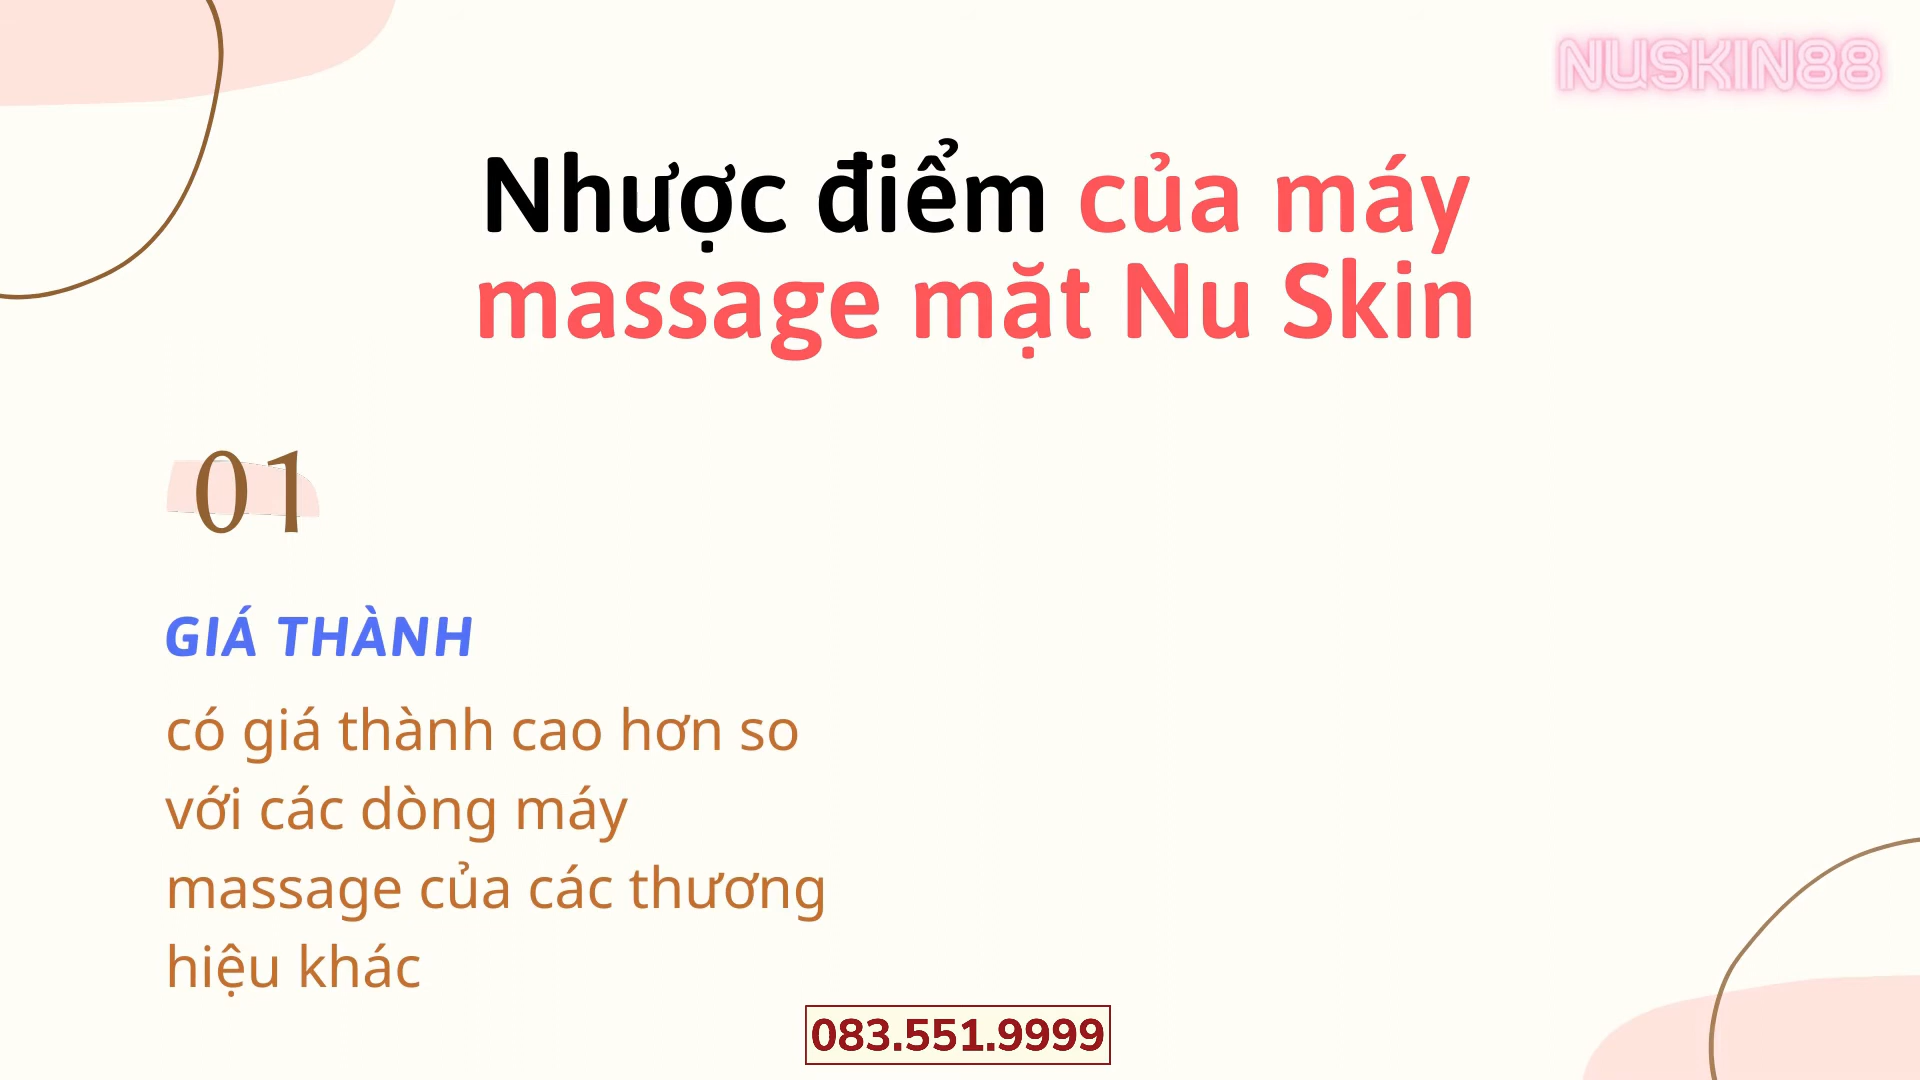 NUSKIN88
Nhược điểm của máy
massage mặt Nu Skin
01
GIÁ THÀNH
có giá thành cao hơn so
với các dòng máy
massage của các thương
hiệu khác
083.551.9999